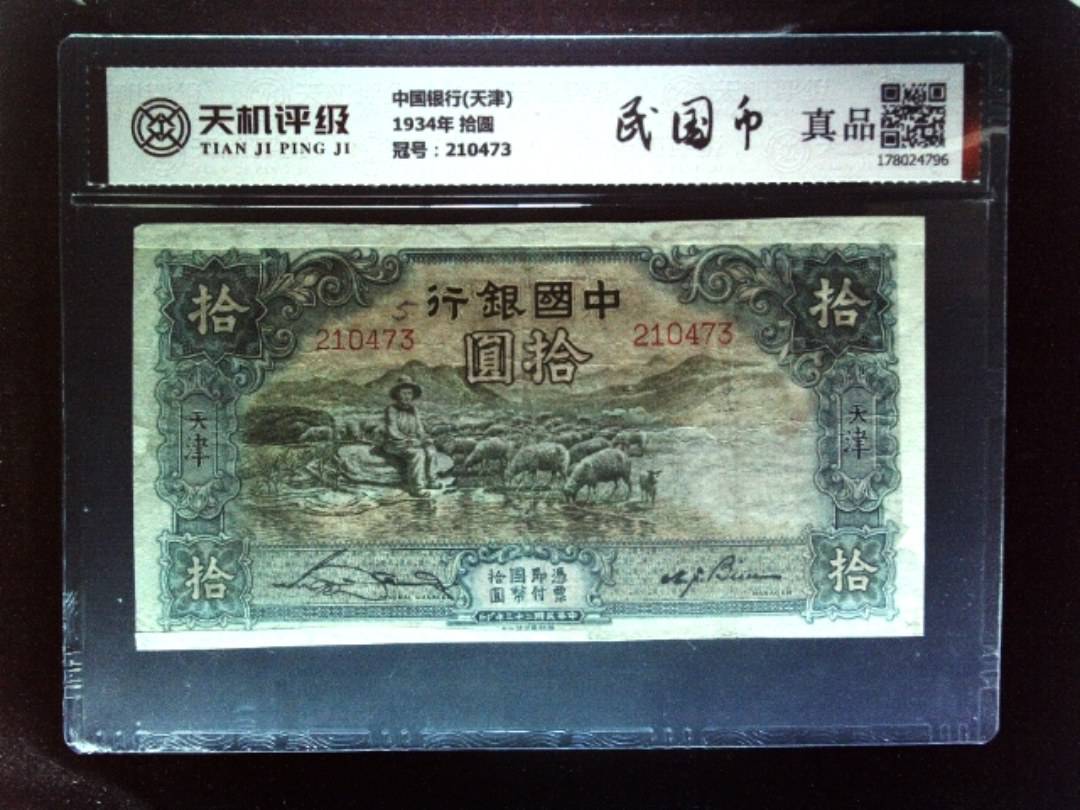 天机评级
TIAN JI PING JI
中国银行(天津)
1934年 拾圆
冠号：210473
民国币
真品
178024796
拾
行銀國中
拾
5
210473
圓拾
210473
天津
天津
拾
拾
憑票
即付
國幣
拾圓